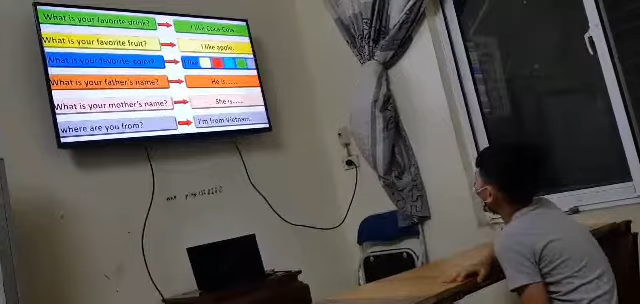 What is your favorite drink? I like Coca-Cola.
What is your favorite fruit? I like apple.
What is your favorite color? I like
What is your father's name? He is......
What is your mother's name? She is......
where are you from? I'm from Vietnam.